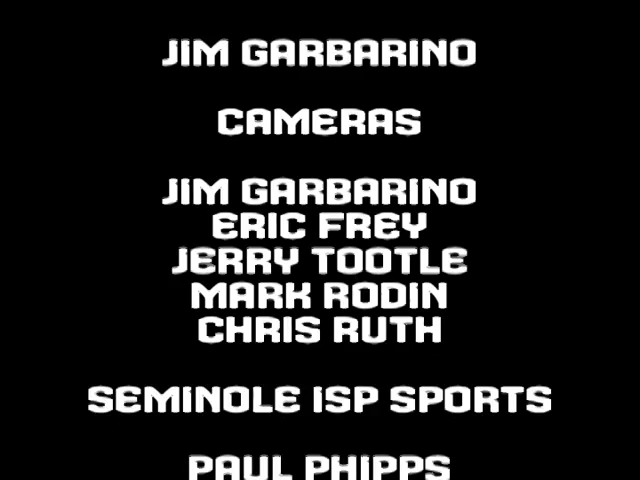 JIM GARBARINO
CAMERAS
JIM GARBARINO
ERIC FREY
JERRY TOOTLE
MARK RODIN
CHRIS RUTH
SEMINOLE ISP SPORTS
PAUL PHIPPS